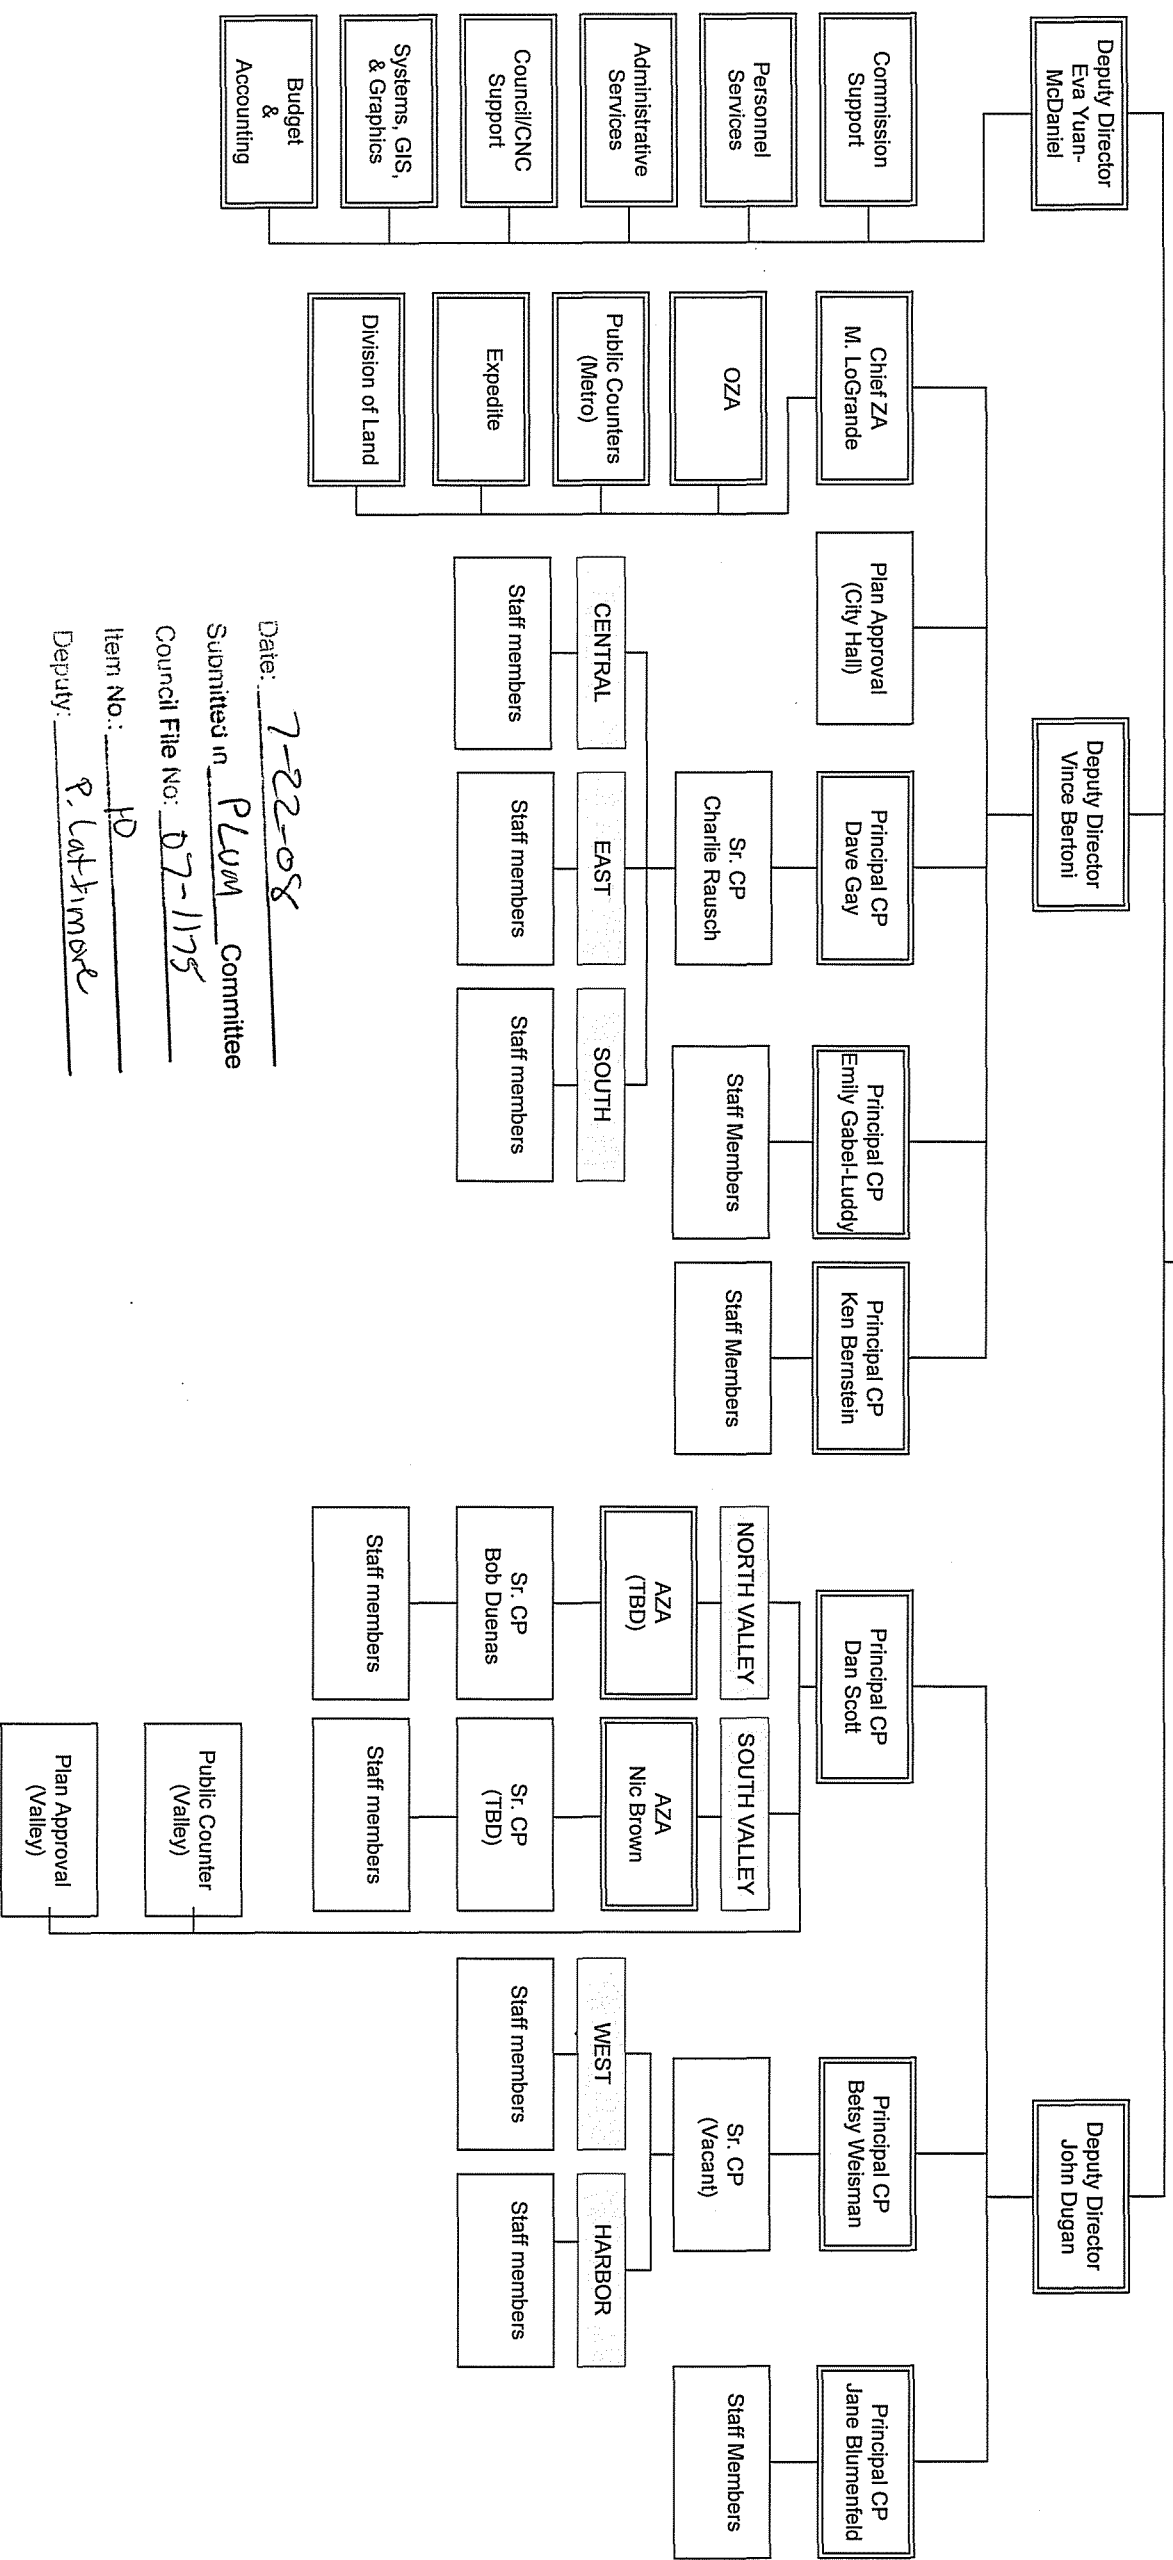 Deputy Director
Eva Yuan-
McDaniel
Commission
Support
Personnel
Services
Administrative
Services
Council/CNC
Support
Systems, GIS,
& Graphics
Budget
&
Accounting
Deputy Director
Vince Bertoni
Chief ZA
M. LoGrande
OZA
Public Counters
(Metro)
Expedite
Division of Land
Plan Approval
(City Hall)
Principal CP
Dave Gay
Sr. CP
Charlie Rausch
CENTRAL
Staff members
EAST
Staff members
SOUTH
Staff members
Principal CP
Emily Gabel-Luddy
Staff Members
Principal CP
Ken Bernstein
Staff Members
Deputy Director
John Dugan
Principal CP
Dan Scott
NORTH VALLEY
AZA
(TBD)
Sr. CP
Bob Duenas
Staff members
SOUTH VALLEY
AZA
Nic Brown
Sr. CP
(TBD)
Staff members
Public Counter
(Valley)
Plan Approval
(Valley)
Principal CP
Betsy Weisman
Sr. CP
(Vacant)
WEST
Staff members
HARBOR
Staff members
Principal CP
Jane Blumenfeld
Staff Members
Date: 7-22-08
Submitted in PLUM Committee
Council File No: 07-1175
Item No.: 10
Deputy: P. Lattimore